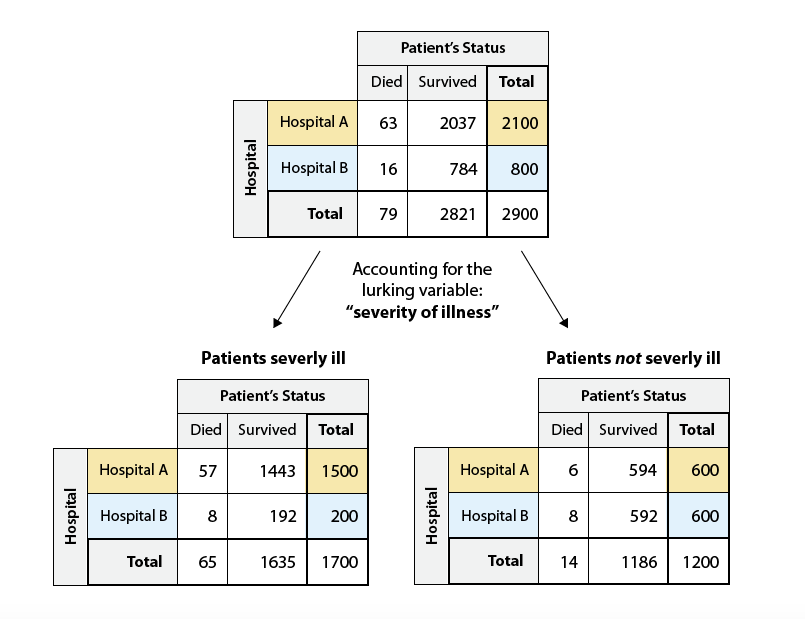 Patient's Status
Died Survived Total
Hospital
Hospital A 63 2037 2100
Hospital B 16 784 800
Total 79 2821 2900
Accounting for the
lurking variable:
“severity of illness”
Patients severly ill
Patient's Status
Died Survived Total
Hospital
Hospital A 57 1443 1500
Hospital B 8 192 200
Total 65 1635 1700
Patients not severly ill
Patient's Status
Died Survived Total
Hospital
Hospital A 6 594 600
Hospital B 8 592 600
Total 14 1186 1200